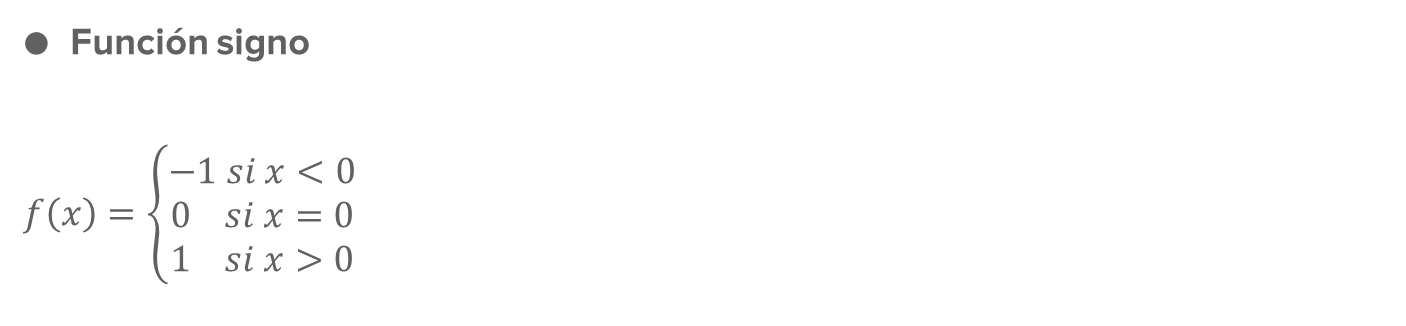 ● Función signo
−1 si x < 0
f(x) = { 0 si x = 0
1 si x > 0